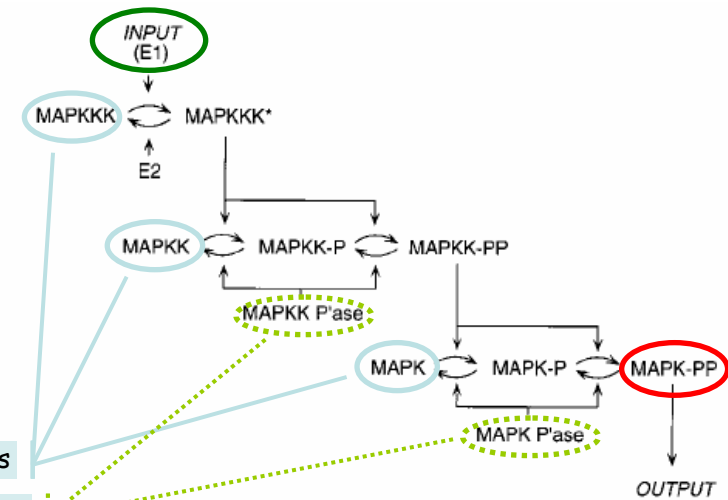 INPUT
(E1)
MAPKKK
MAPKKK*
E2
MAPKK
MAPKK-P
MAPKK-PP
MAPKK P'ase
MAPK
MAPK-P
MAPK-PP
MAPK P'ase
s
OUTPUT